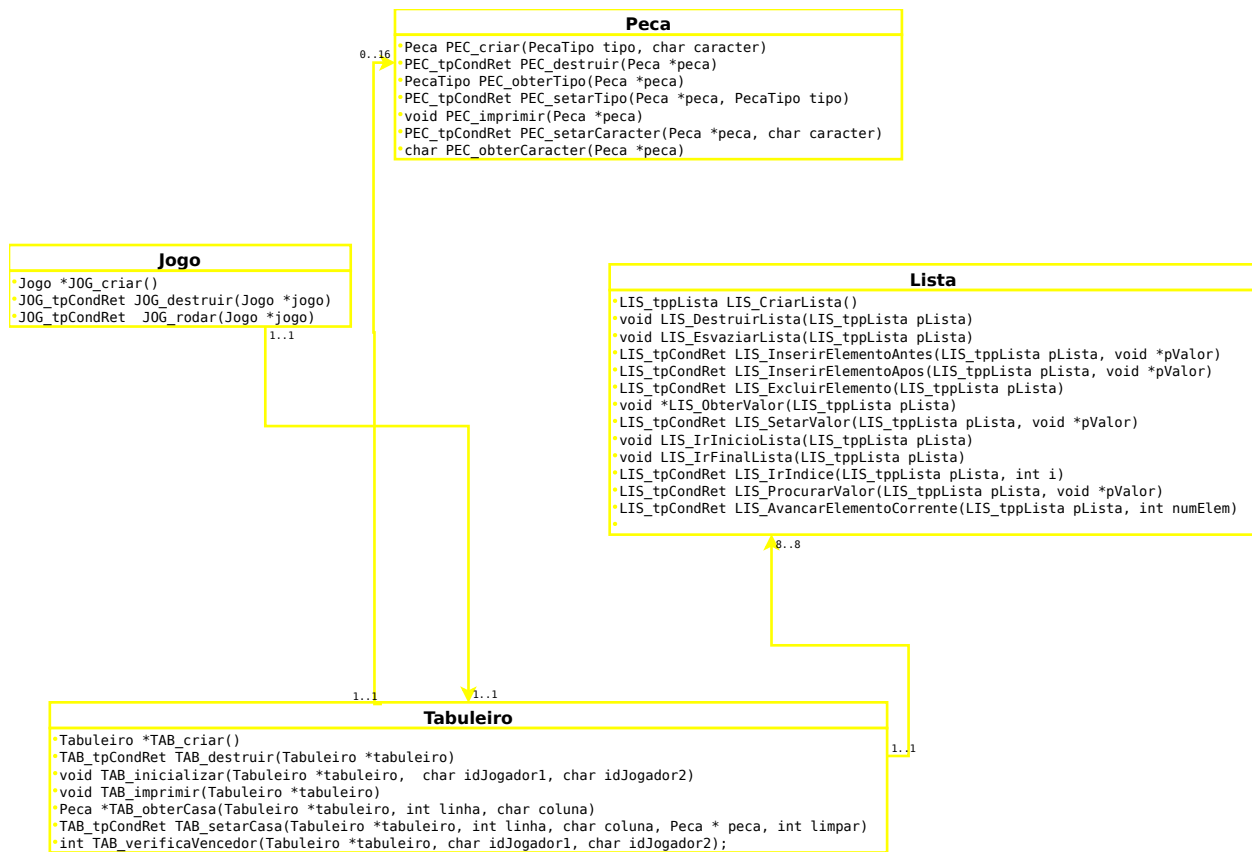 Peca
Peca PEC_criar(PecaTipo tipo, char caracter)
PEC_tpCondRet PEC_destruir(Peca *peca)
PecaTipo PEC_obterTipo(Peca *peca)
PEC_tpCondRet PEC_setarTipo(Peca *peca, PecaTipo tipo)
void PEC_imprimir(Peca *peca)
PEC_tpCondRet PEC_setarCaracter(Peca *peca, char caracter)
char PEC_obterCaracter(Peca *peca)
0..16
Jogo
Jogo *JOG_criar()
JOG_tpCondRet JOG_destruir(Jogo *jogo)
JOG_tpCondRet  JOG_rodar(Jogo *jogo)
1..1
Lista
LIS_tppLista LIS_CriarLista()
void LIS_DestruirLista(LIS_tppLista pLista)
void LIS_EsvaziarLista(LIS_tppLista pLista)
LIS_tpCondRet LIS_InserirElementoAntes(LIS_tppLista pLista, void *pValor)
LIS_tpCondRet LIS_InserirElementoApos(LIS_tppLista pLista, void *pValor)
LIS_tpCondRet LIS_ExcluirElemento(LIS_tppLista pLista)
void *LIS_ObterValor(LIS_tppLista pLista)
LIS_tpCondRet LIS_SetarValor(LIS_tppLista pLista, void *pValor)
void LIS_IrInicioLista(LIS_tppLista pLista)
void LIS_IrFinalLista(LIS_tppLista pLista)
LIS_tpCondRet LIS_IrIndice(LIS_tppLista pLista, int i)
LIS_tpCondRet LIS_ProcurarValor(LIS_tppLista pLista, void *pValor)
LIS_tpCondRet LIS_AvancarElementoCorrente(LIS_tppLista pLista, int numElem)
8..8
1..1
1..1
1..1
Tabuleiro
Tabuleiro *TAB_criar()
TAB_tpCondRet TAB_destruir(Tabuleiro *tabuleiro)
void TAB_inicializar(Tabuleiro *tabuleiro,  char idJogador1, char idJogador2)
void TAB_imprimir(Tabuleiro *tabuleiro)
Peca *TAB_obterCasa(Tabuleiro *tabuleiro, int linha, char coluna)
TAB_tpCondRet TAB_setarCasa(Tabuleiro *tabuleiro, int linha, char coluna, Peca * peca, int limpar)
int TAB_verificaVencedor(Tabuleiro *tabuleiro, char idJogador1, char idJogador2);